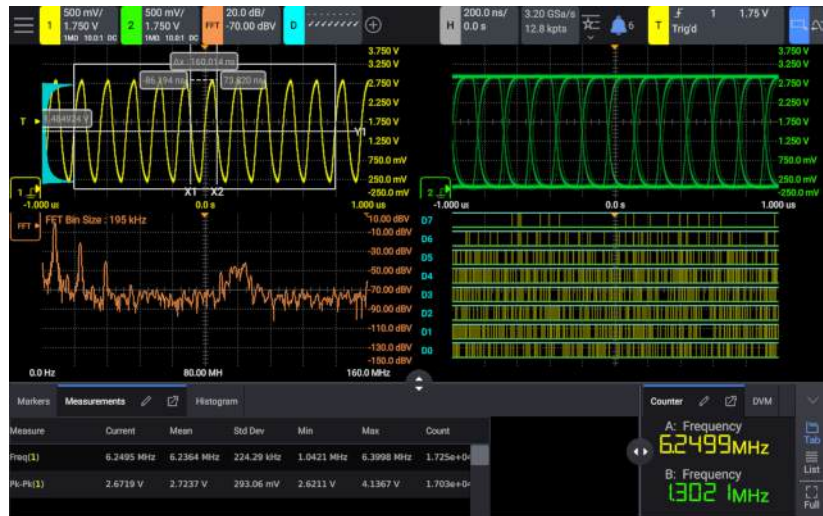 1 500 mV/ 1.750 V 1MΩ 10.0:1 DC
2 500 mV/ 1.750 V 1MΩ 10.0:1 DC
FFT 20.0 dB/ -70.00 dBV
D
H 200.0 ns/ 0.0 s
3.20 GSa/s 12.8 kpts
6
T 1 1.75 V
Trig'd
Δx : 160.014 ns
-86.194 ns 73.820 ns
T
Y1
X1 X2
3.750 V
3.250 V
2.750 V
2.250 V
1.750 V
1.250 V
750.0 mV
250.0 mV
-250.0 mV
1
-1.000 us 0.0 s 1.000 us
3.750 V
3.250 V
2.750 V
2.250 V
1.750 V
1.250 V
750.0 mV
250.0 mV
-250.0 mV
2
-1.000 us 0.0 s 1.000 us
FFT FFT Bin Size : 195 kHz
10.00 dBV
-10.00 dBV
-30.00 dBV
-50.00 dBV
-70.00 dBV
-90.00 dBV
-110.0 dBV
-130.0 dBV
-150.0 dBV
0.0 Hz 80.00 MH 160.0 MHz
D7
D6
D5
D4
D3
D2
D1
D0
Markers Measurements Histogram
Measure Current Mean Std Dev Min Max Count
Freq(1) 6.2495 MHz 6.2364 MHz 224.29 kHz 1.0421 MHz 6.3998 MHz 1.725e+04
Pk-Pk(1) 2.6719 V 2.7237 V 293.06 mV 2.6211 V 4.1367 V 1.703e+04
Counter DVM
A: Frequency
6.2499MHz
B: Frequency
1.3021MHz
Tab
List
Full